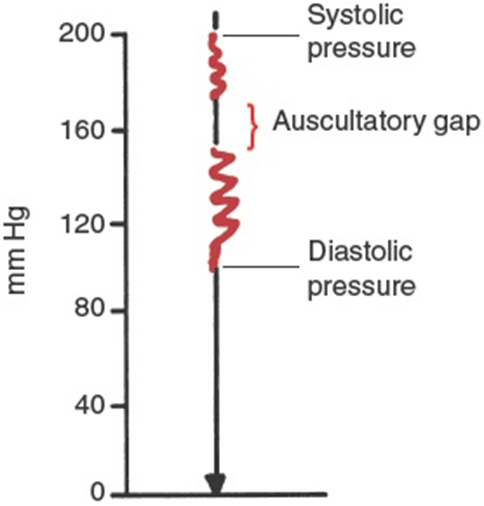 Systolic
pressure
200
160
Auscultatory gap
120
mm Hg
Diastolic
pressure
80
40
0